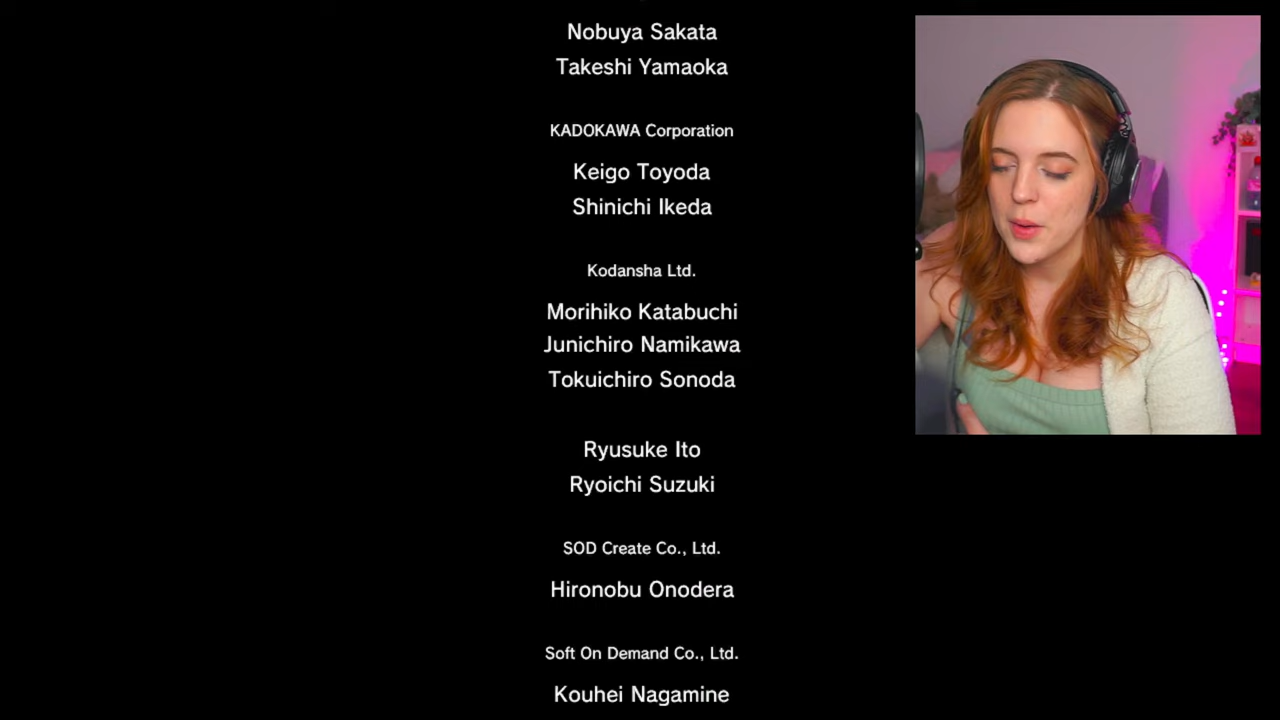 Nobuya Sakata
Takeshi Yamaoka
KADOKAWA Corporation
Keigo Toyoda
Shinichi Ikeda
Kodansha Ltd.
Morihiko Katabuchi
Junichiro Namikawa
Tokuichiro Sonoda
Ryusuke Ito
Ryoichi Suzuki
SOD Create Co., Ltd.
Hironobu Onodera
Soft On Demand Co., Ltd.
Kouhei Nagamine